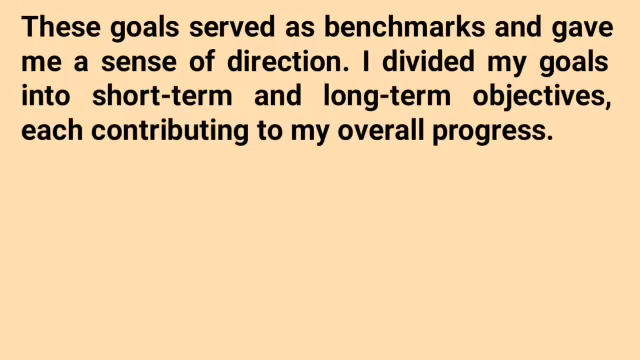 These goals served as benchmarks and gave
me a sense of direction. I divided my goals
into short-term and long-term objectives,
each contributing to my overall progress.